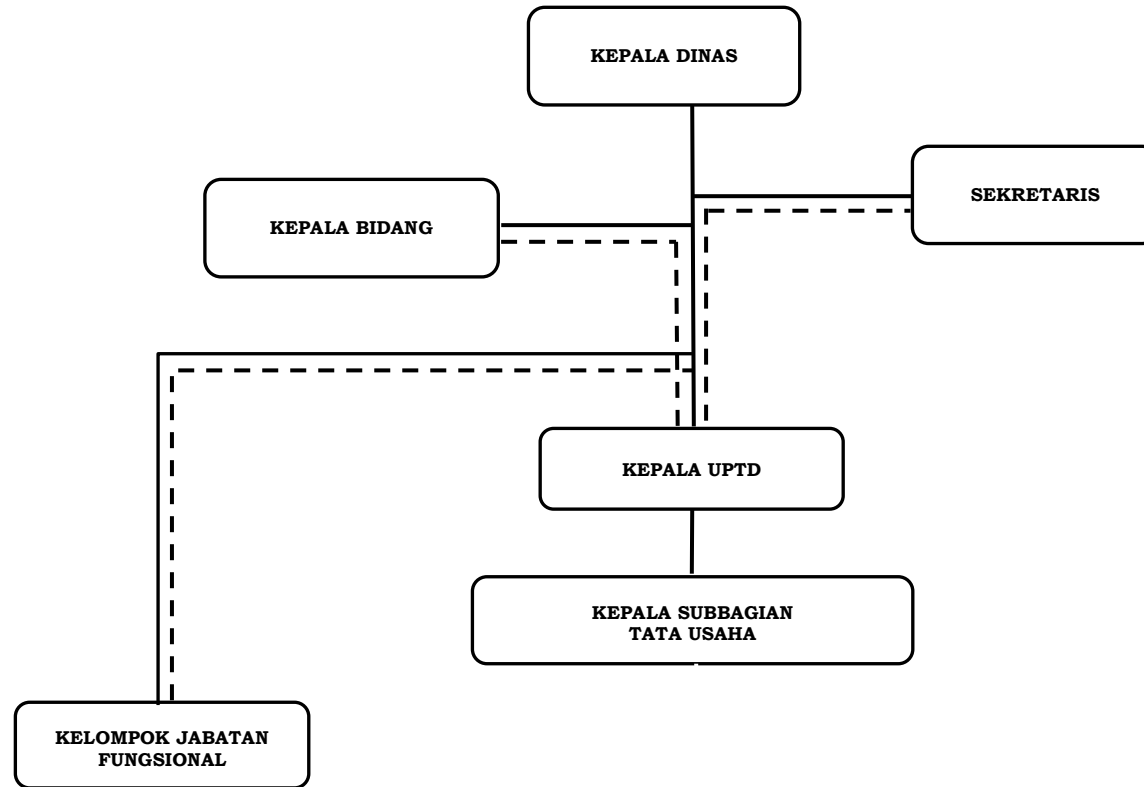 KEPALA DINAS
SEKRETARIS
KEPALA BIDANG
KEPALA UPTD
KEPALA SUBBAGIAN
TATA USAHA
KELOMPOK JABATAN
FUNGSIONAL